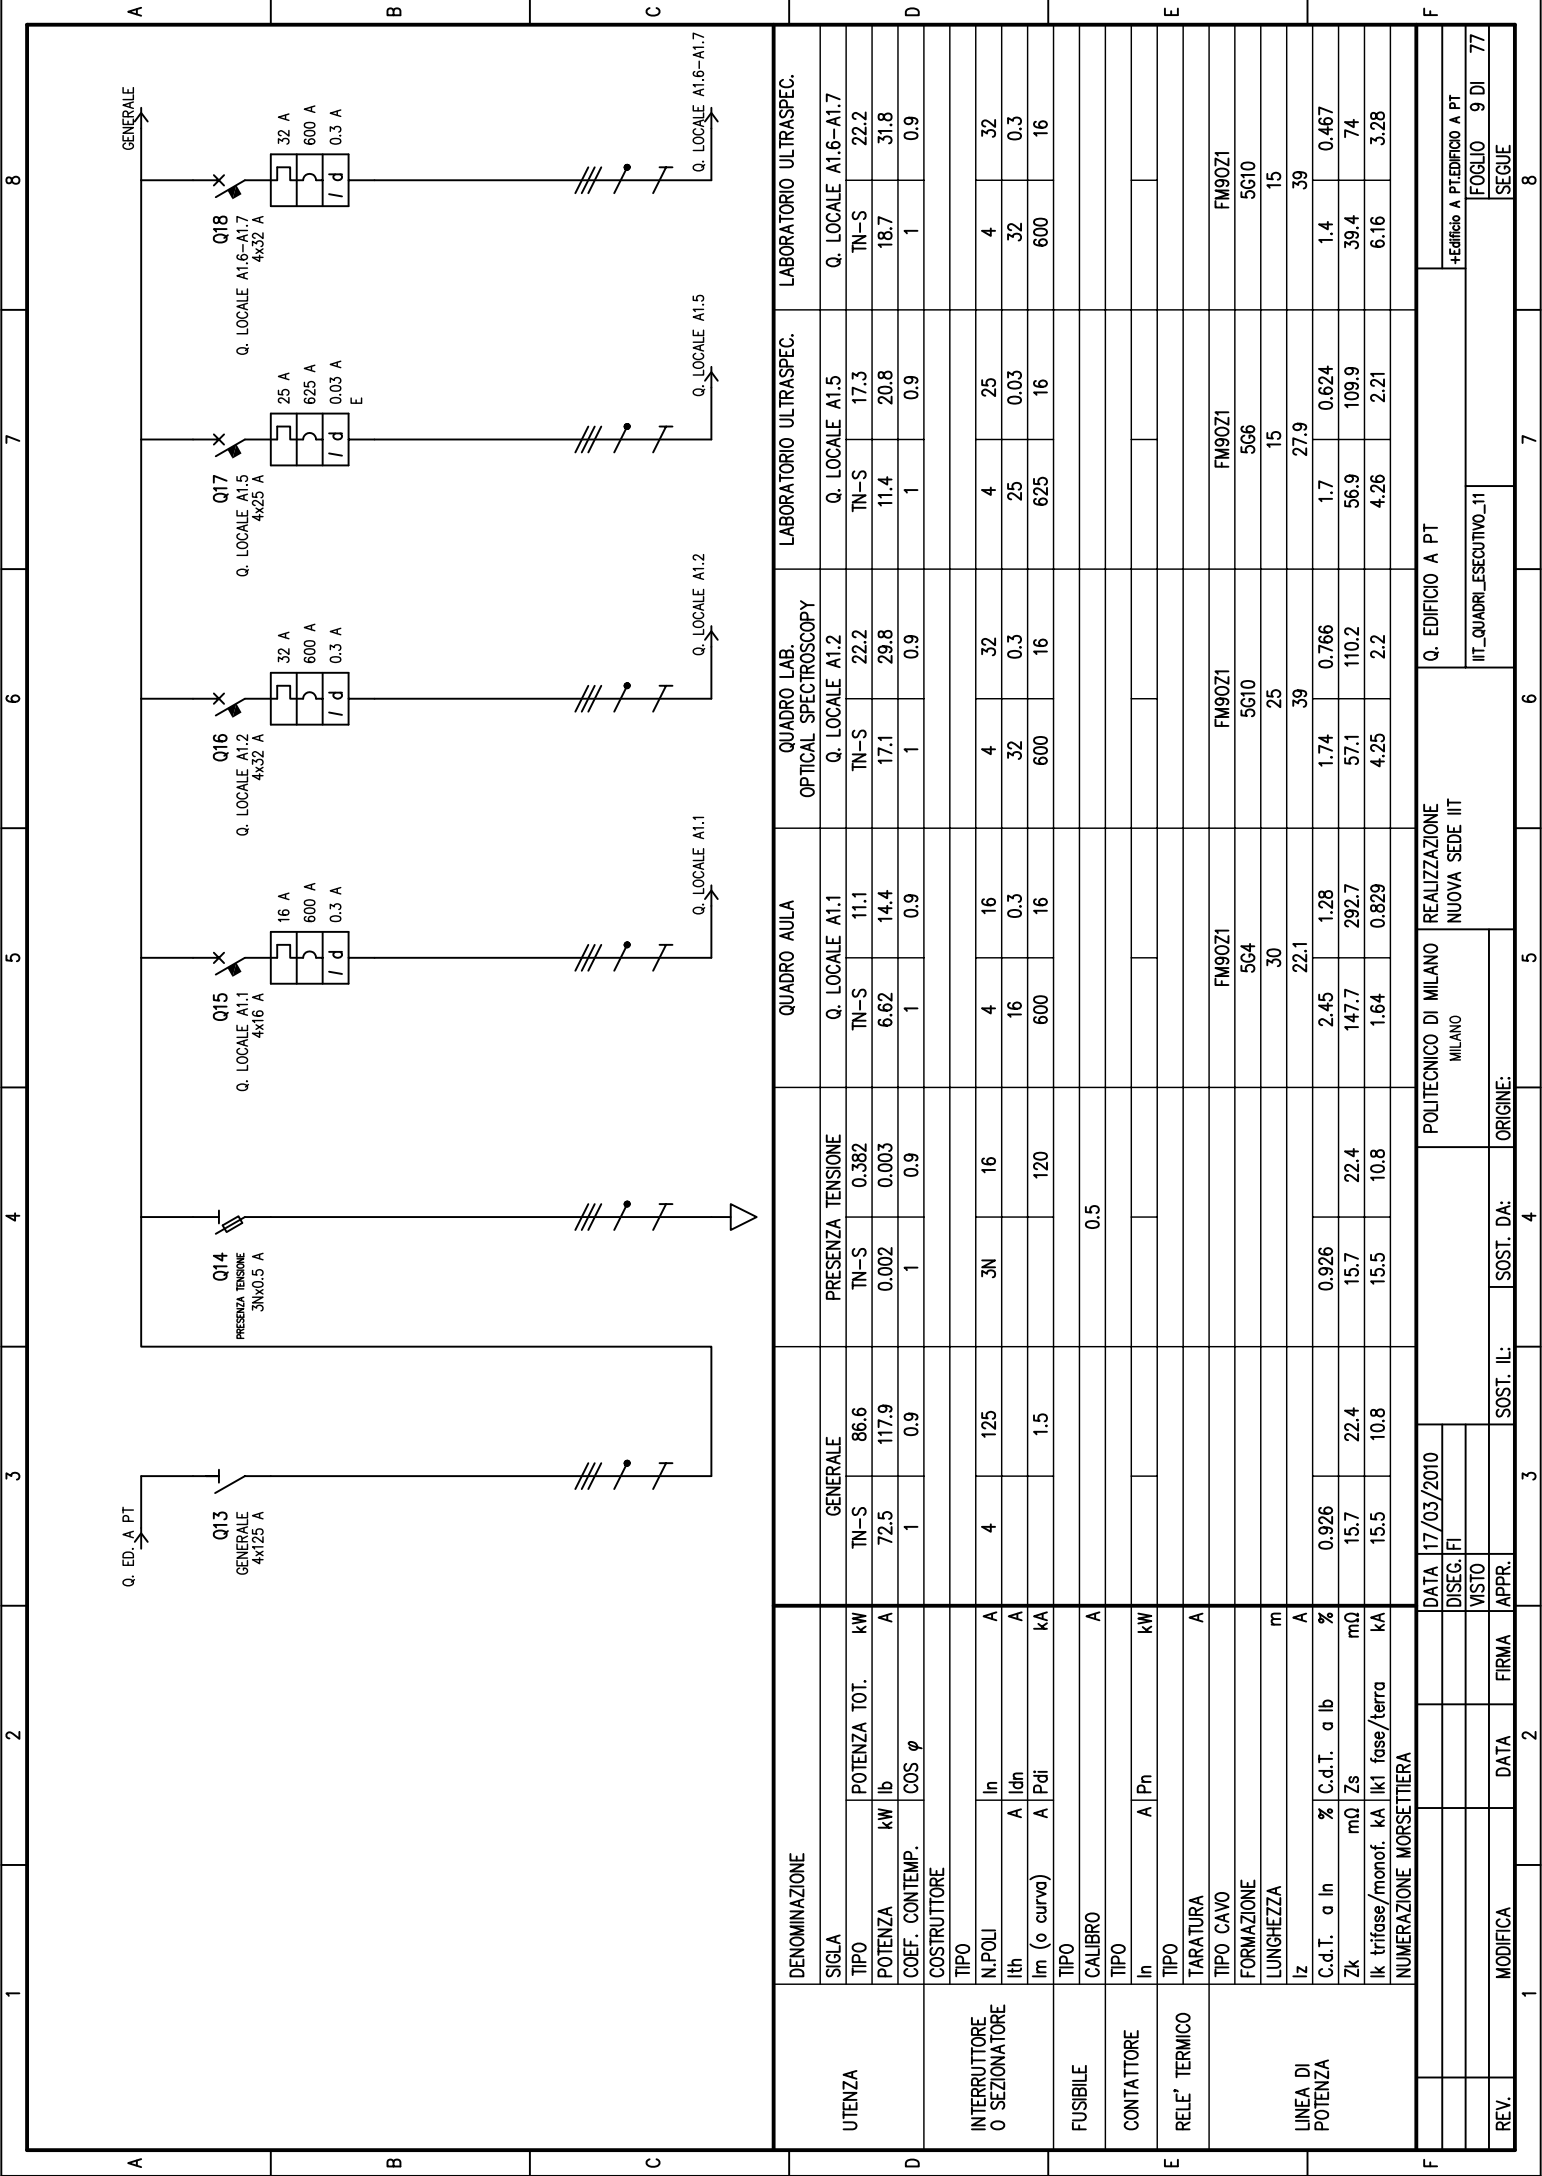 1 2 3 4 5 6 7 8
A
B
C
D
E
F
Q. ED. A PT
Q13
GENERALE
4x125 A
Q14
PRESENZA TENSIONE
3Nx0.5 A
Q15
Q. LOCALE A1.1
4x16 A
16 A
600 A
0.3 A
I d
Q. LOCALE A1.1
Q16
Q. LOCALE A1.2
4x32 A
32 A
600 A
0.3 A
I d
Q. LOCALE A1.2
Q17
Q. LOCALE A1.5
4x25 A
25 A
625 A
0.03 A
E
I d
Q. LOCALE A1.5
Q18
Q. LOCALE A1.6-A1.7
4x32 A
32 A
600 A
0.3 A
I d
Q. LOCALE A1.6-A1.7
GENERALE
UTENZA
DENOMINAZIONE QUADRO AULA QUADRO LAB. OPTICAL SPECTROSCOPY LABORATORIO ULTRASPEC. LABORATORIO ULTRASPEC.
SIGLA GENERALE PRESENZA TENSIONE Q. LOCALE A1.1 Q. LOCALE A1.2 Q. LOCALE A1.5 Q. LOCALE A1.6-A1.7
TIPO POTENZA TOT. kW TN-S 86.6 TN-S 0.382 TN-S 11.1 TN-S 22.2 TN-S 17.3 TN-S 22.2
POTENZA kW Ib A 72.5 117.9 0.002 0.003 6.62 14.4 17.1 29.8 11.4 20.8 18.7 31.8
COEF. CONTEMP. COS φ 1 0.9 1 0.9 1 0.9 1 0.9 1 0.9 1 0.9
INTERRUTTORE
O SEZIONATORE
COSTRUTTORE
TIPO
N.POLI In A 4 125 3N 16 4 16 4 32 4 25 4 32
Ith A Idn A 16 0.3 32 0.3 25 0.03 32 0.3
Im (o curva) A Pdi kA 1.5 120 600 16 600 16 625 16 600 16
FUSIBILE
TIPO
CALIBRO A 0.5
CONTATTORE
TIPO
In A Pn kW
RELE' TERMICO
TIPO
TARATURA A
LINEA DI
POTENZA
TIPO CAVO FM9OZ1 FM9OZ1 FM9OZ1 FM9OZ1
FORMAZIONE 5G4 5G10 5G6 5G10
LUNGHEZZA m 30 25 15 15
Iz A 22.1 39 27.9 39
C.d.T. a In % C.d.T. a Ib % 0.926 0.926 2.45 1.28 1.74 0.766 1.7 0.624 1.4 0.467
Zk mΩ Zs mΩ 15.7 22.4 15.7 22.4 147.7 292.7 57.1 110.2 56.9 109.9 39.4 74
Ik trifase/monof. kA Ik1 fase/terra kA 15.5 10.8 15.5 10.8 1.64 0.829 4.25 2.2 4.26 2.21 6.16 3.28
NUMERAZIONE MORSETTIERA
REV. MODIFICA DATA FIRMA
DATA 17/03/2010
DISEG. FI
VISTO
APPR.
SOST. IL: SOST. DA: ORIGINE:
POLITECNICO DI MILANO
MILANO
REALIZZAZIONE
NUOVA SEDE IIT
Q. EDIFICIO A PT
+Edificio A PT.EDIFICIO A PT
IIT_QUADRI_ESECUTIVO_11
FOGLIO 9 DI 77
SEGUE
1 2 3 4 5 6 7 8
A
B
C
D
E
F